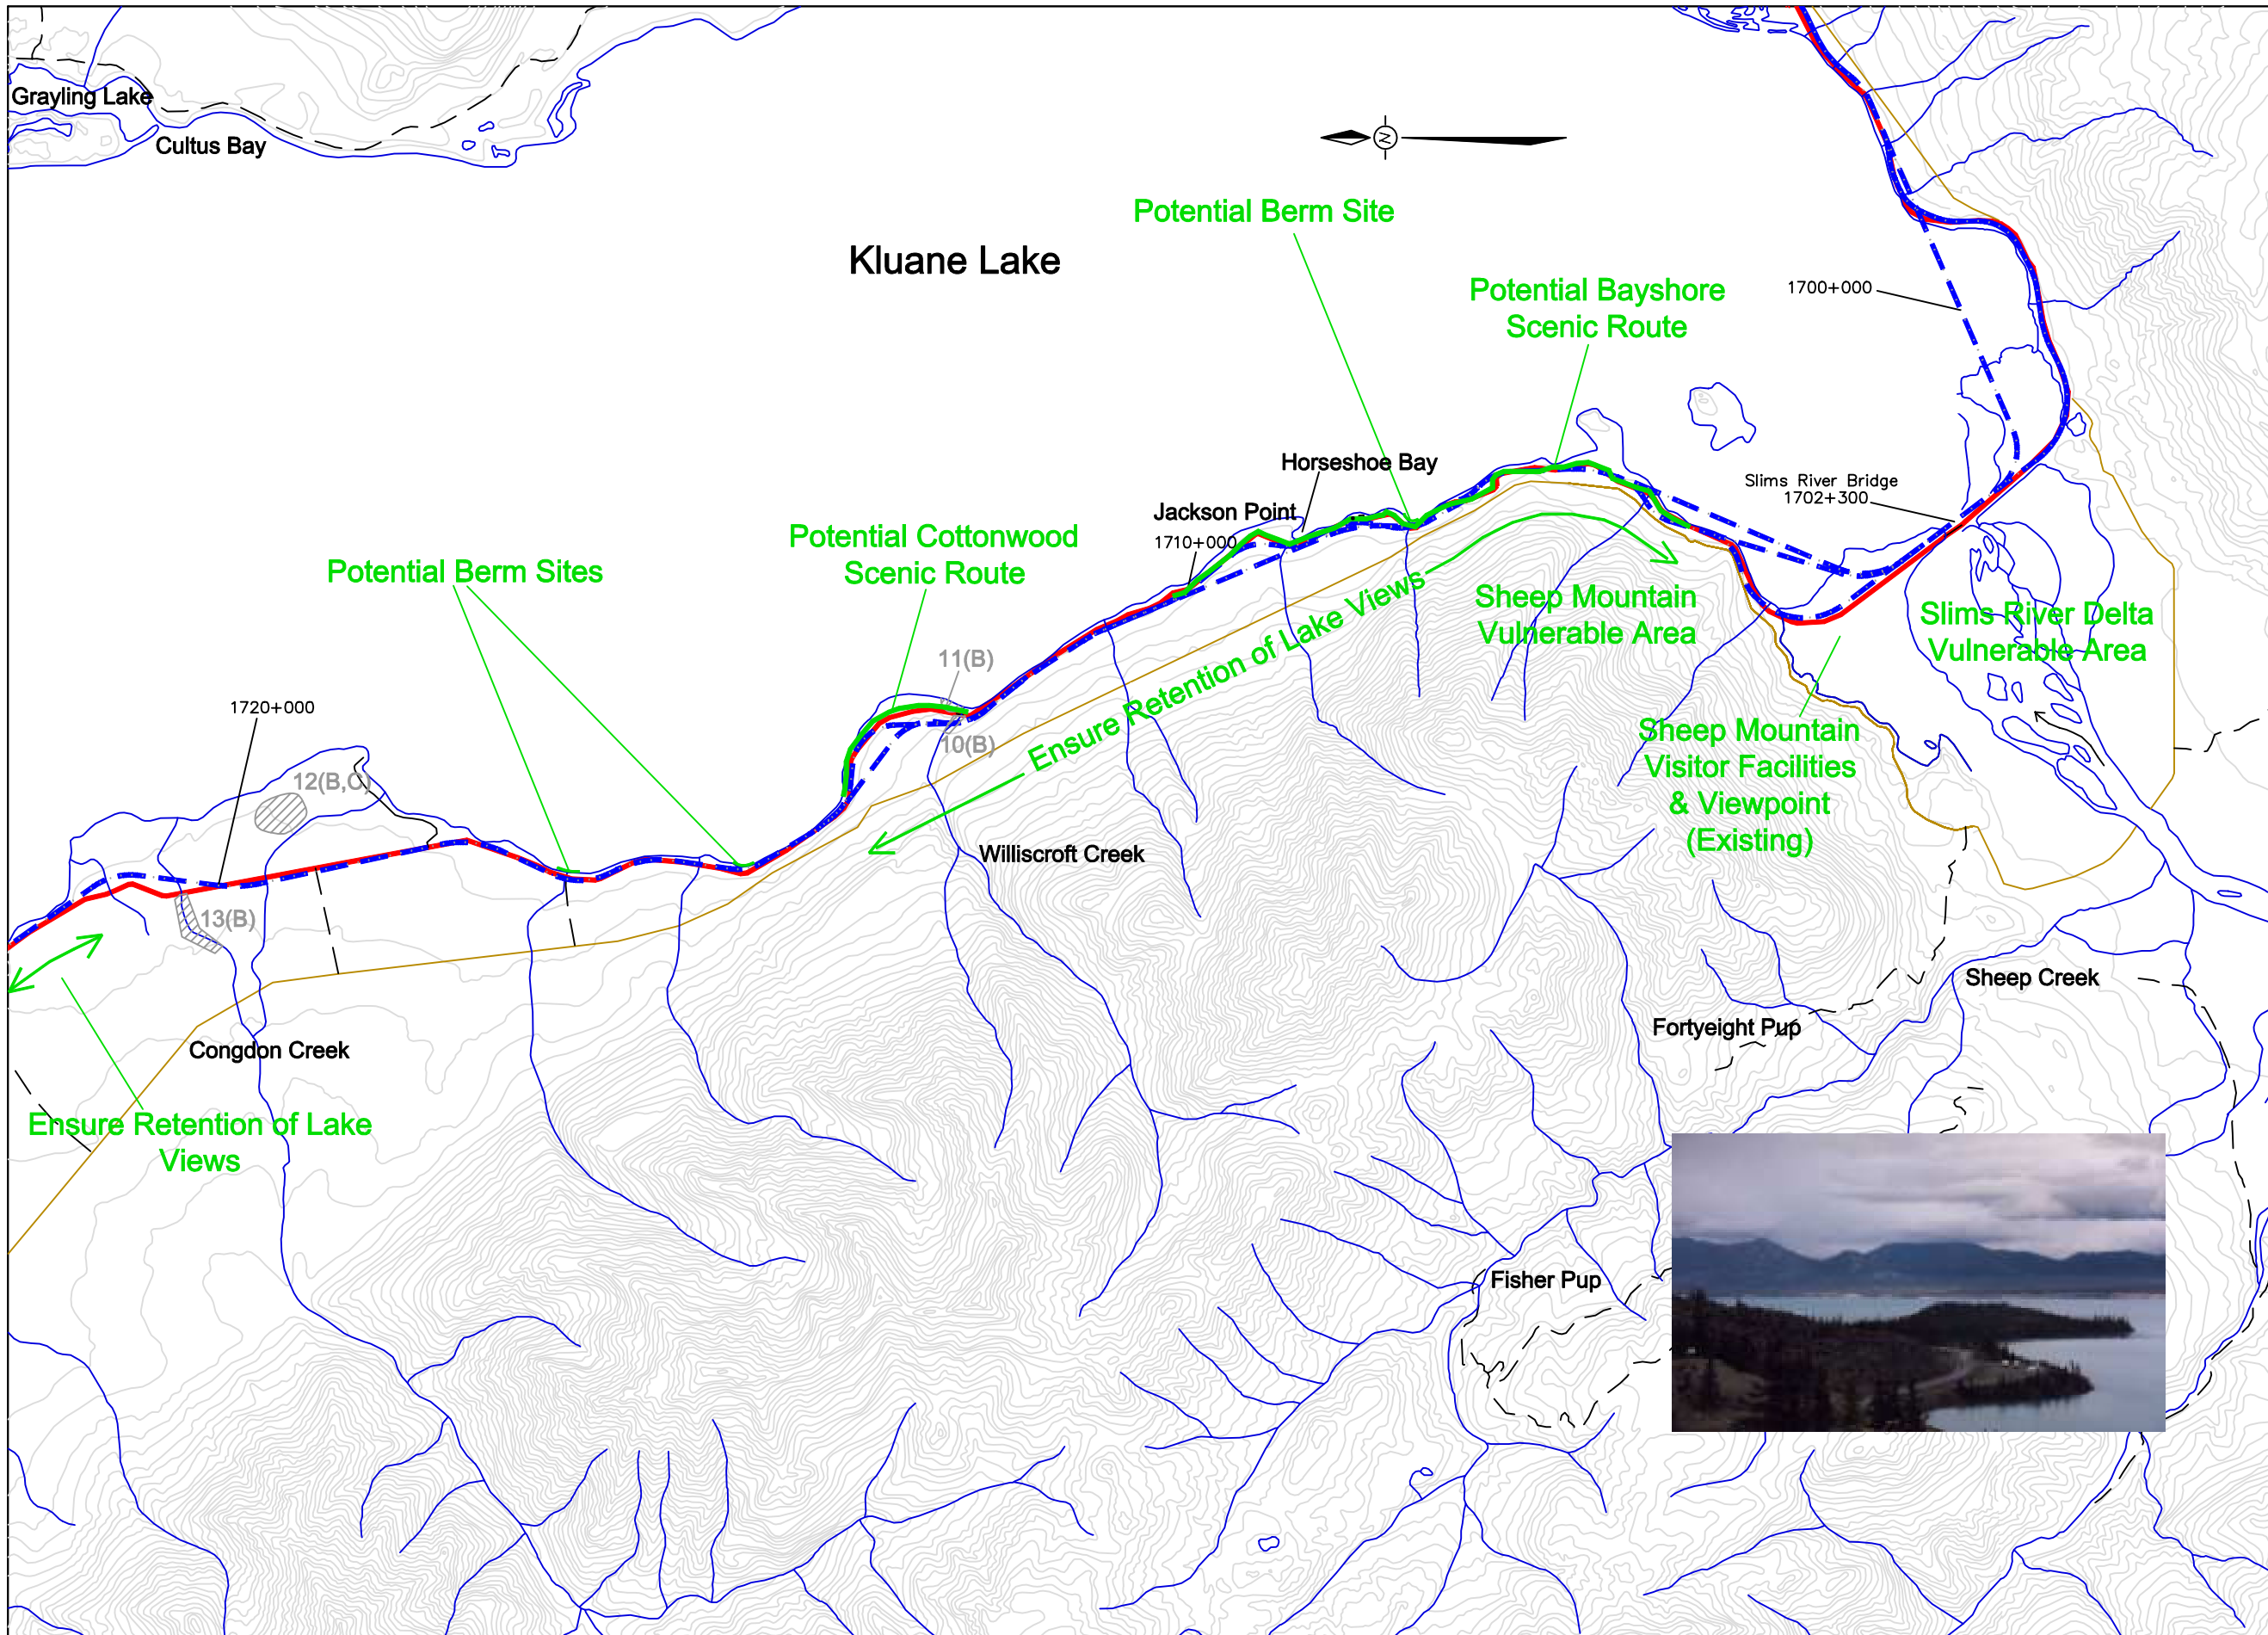 Grayling Lake
Cultus Bay
N
Potential Berm Site
Kluane Lake
Potential Bayshore
Scenic Route
1700+000
Horseshoe Bay
Slims River Bridge
1702+300
Jackson Point
1710+000
Potential Cottonwood
Scenic Route
Potential Berm Sites
Ensure Retention of Lake Views
Sheep Mountain
Vulnerable Area
Slims River Delta
Vulnerable Area
11(B)
10(B)
1720+000
Sheep Mountain
Visitor Facilities
& Viewpoint
(Existing)
12(B,C)
Williscroft Creek
13(B)
Sheep Creek
Fortyeight Pup
Congdon Creek
Ensure Retention of Lake
Views
Fisher Pup